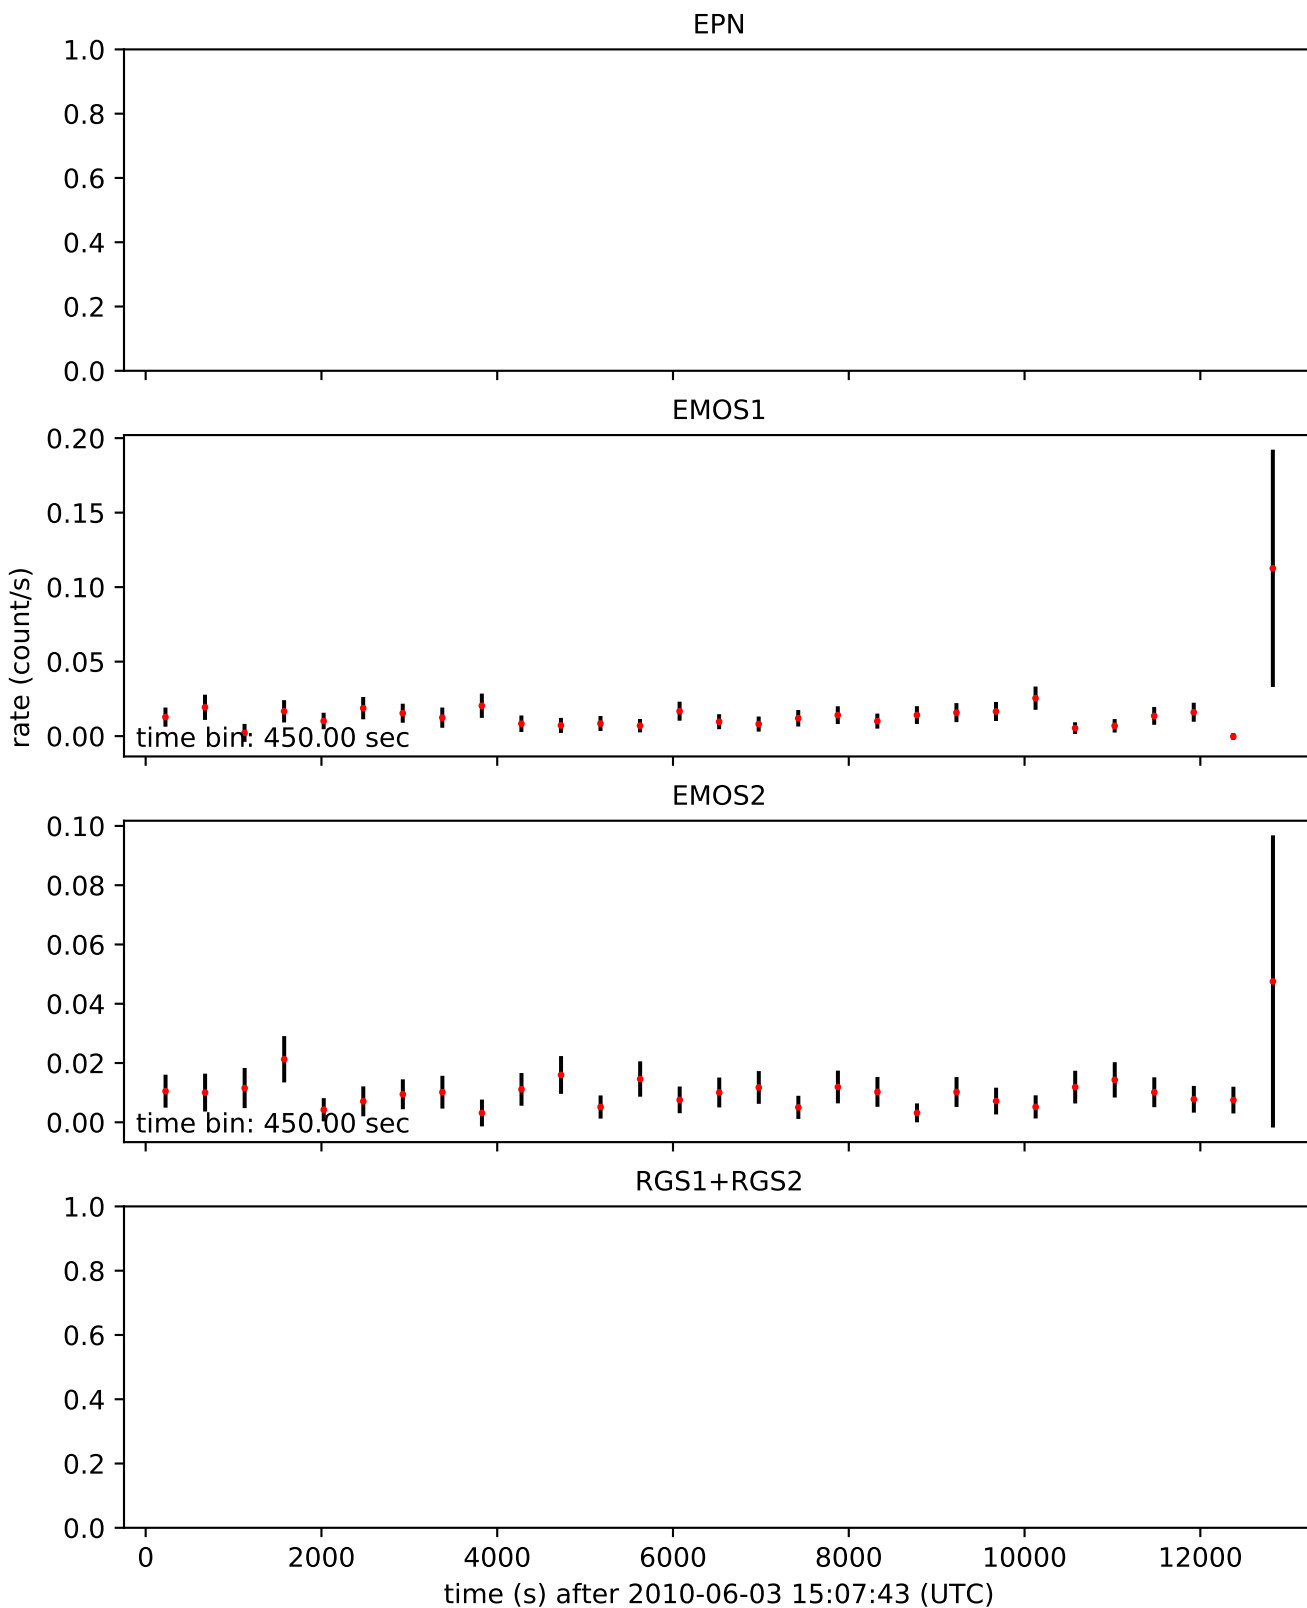 EPN
1.0
0.8
0.6
0.4
0.2
0.0
EMOS1
0.20
0.15
0.10
0.05
0.00
rate (count/s)
time bin: 450.00 sec
EMOS2
0.10
0.08
0.06
0.04
0.02
0.00
time bin: 450.00 sec
RGS1+RGS2
1.0
0.8
0.6
0.4
0.2
0.0
0 2000 4000 6000 8000 10000 12000
time (s) after 2010-06-03 15:07:43 (UTC)